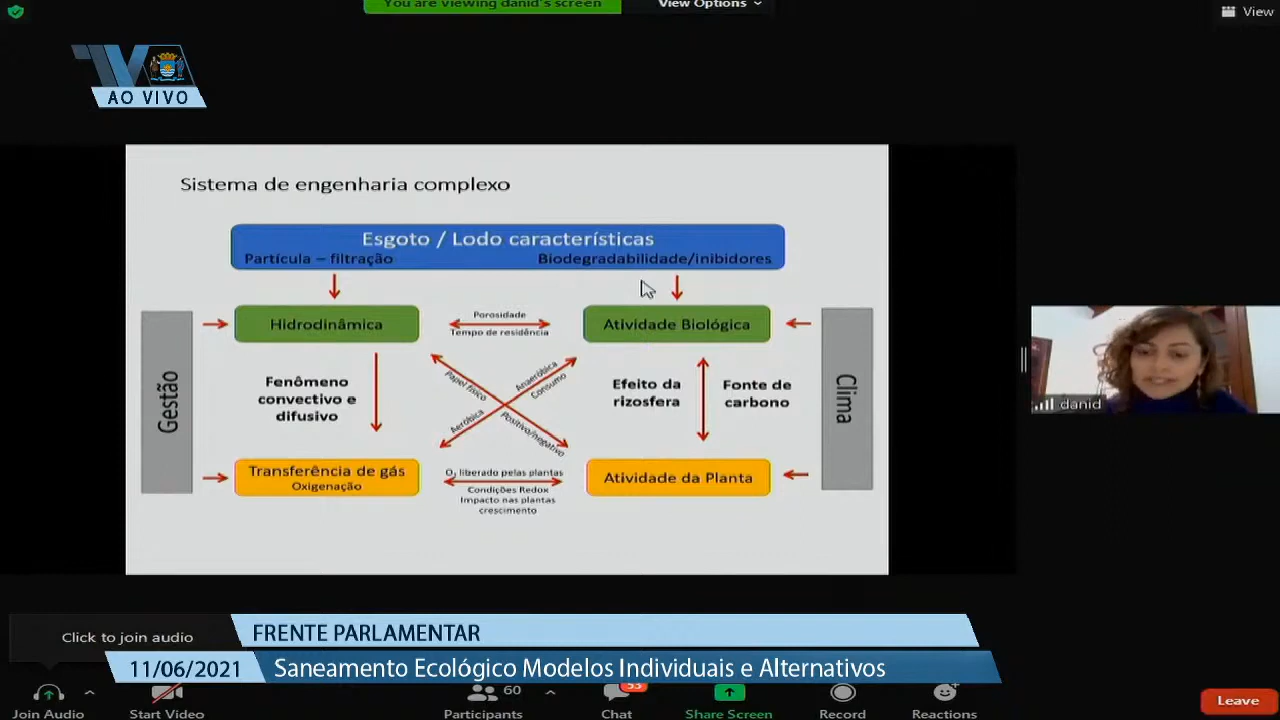 You are viewing danid's screen
View Options
View
TV
AO VIVO
Sistema de engenharia complexo
Esgoto / Lodo características
Partícula – filtração
Biodegradabilidade/inibidores
Hidrodinâmica
Porosidade
Tempo de residência
Atividade Biológica
Gestão
Clima
Fenômeno
convectivo e
difusivo
Papel físico
Positivo/negativo
Anaeróbica
Consumo
Aeróbica
Efeito da
rizosfera
Fonte de
carbono
Transferência de gás
Oxigenação
O₂ liberado pelas plantas
Condições Redox
Impacto nas plantas
crescimento
Atividade da Planta
danid
Click to join audio
FRENTE PARLAMENTAR
11/06/2021
Saneamento Ecológico Modelos Individuais e Alternativos
Join Audio
Start Video
60
Participants
53
Chat
Share Screen
Record
Reactions
Leave